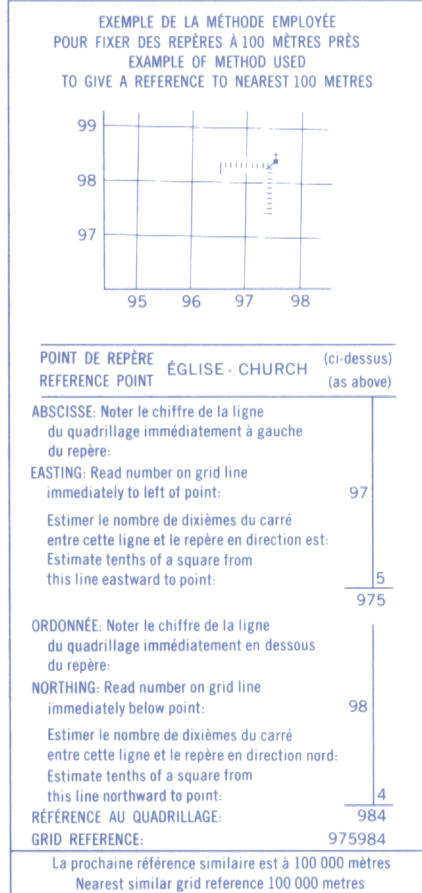 EXEMPLE DE LA MÉTHODE EMPLOYÉE
POUR FIXER DES REPÈRES À 100 MÈTRES PRÈS
EXAMPLE OF METHOD USED
TO GIVE A REFERENCE TO NEAREST 100 METRES
99
98
97
95 96 97 98
POINT DE REPÈRE
REFERENCE POINT
ÉGLISE - CHURCH
(ci-dessus)
(as above)
ABSCISSE: Noter le chiffre de la ligne
du quadrillage immédiatement à gauche
du repère:
EASTING: Read number on grid line
immediately to left of point: 97
Estimer le nombre de dixièmes du carré
entre cette ligne et le repère en direction est:
Estimate tenths of a square from
this line eastward to point: 5
975
ORDONNÉE: Noter le chiffre de la ligne
du quadrillage immédiatement en dessous
du repère:
NORTHING: Read number on grid line
immediately below point: 98
Estimer le nombre de dixièmes du carré
entre cette ligne et le repère en direction nord:
Estimate tenths of a square from
this line northward to point: 4
RÉFÉRENCE AU QUADRILLAGE: 984
GRID REFERENCE: 975984
La prochaine référence similaire est à 100 000 mètres
Nearest similar grid reference 100 000 metres